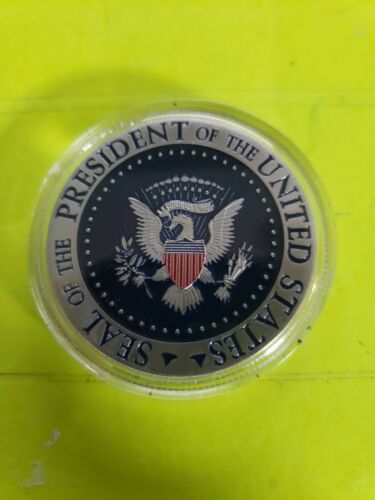 SEAL OF THE PRESIDENT OF THE UNITED STATES